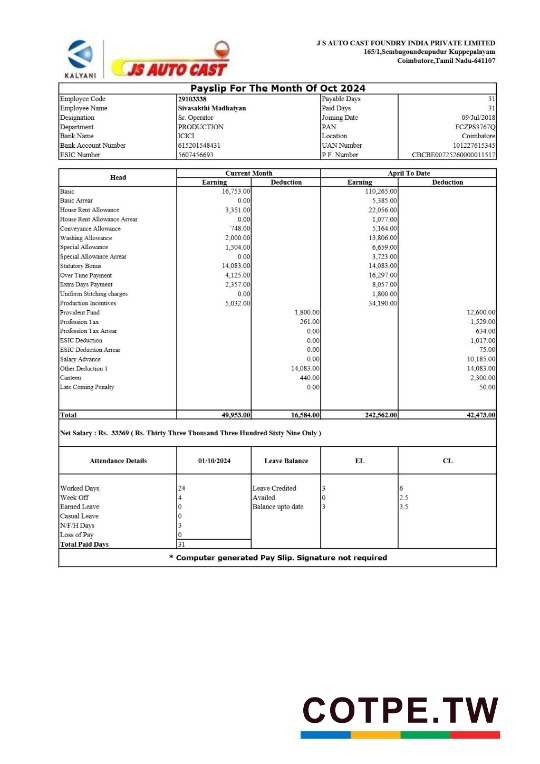 KALYANI
JS AUTO CAST
J S AUTO CAST FOUNDRY INDIA PRIVATE LIMITED
165/1,Sembagoundenpudur Kuppepalayam
Coimbatore,Tamil Nadu-641107
Payslip For The Month Of Oct 2024
Employee Code 29103338 Payable Days 31
Employee Name Sivasakthi Madhaiyan Paid Days 31
Designation Sr. Operator Joining Date 09/Jul/2018
Department PRODUCTION PAN FCZPS3767Q
Bank Name ICICI Location Coimbatore
Bank Account Number 615201548431 UAN Number 101227615345
ESIC Number 5607456693 P.F. Number CBCBE00725260000011517
Head Current Month April To Date
Earning Deduction Earning Deduction
Basic 16,753.00 110,265.00
Basic Arrear 0.00 5,385.00
House Rent Allowance 3,351.00 22,056.00
House Rent Allowance Arrear 0.00 1,077.00
Conveyance Allowance 748.00 5,164.00
Washing Allowance 2,000.00 13,806.00
Special Allowance 1,504.00 6,659.00
Special Allowance Arrear 0.00 3,723.00
Statutory Bonus 14,083.00 14,083.00
Over Time Payment 4,125.00 16,297.00
Extra Days Payment 2,357.00 8,057.00
Uniform Stitching charges 0.00 1,800.00
Production Incentives 5,032.00 34,190.00
Provident Fund 1,800.00 12,600.00
Profession Tax 261.00 1,529.00
Profession Tax Arrear 0.00 634.00
ESIC Deduction 0.00 1,017.00
ESIC Deduction Arrear 0.00 75.00
Salary Advance 0.00 10,185.00
Other Deduction 1 14,083.00 14,083.00
Canteen 440.00 2,300.00
Late Coming Penalty 0.00 50.00
Total 49,953.00 16,584.00 242,562.00 42,473.00
Net Salary : Rs. 33369 ( Rs. Thirty Three Thousand Three Hundred Sixty Nine Only )
Attendance Details 01/10/2024 Leave Balance EL CL
Worked Days 24 Leave Credited 3 6
Week Off 4 Availed 0 2.5
Earned Leave 0 Balance upto date 3 3.5
Casual Leave 0
N/F/H Days 3
Loss of Pay 0
Total Paid Days 31
* Computer generated Pay Slip. Signature not required
COTPE.TW